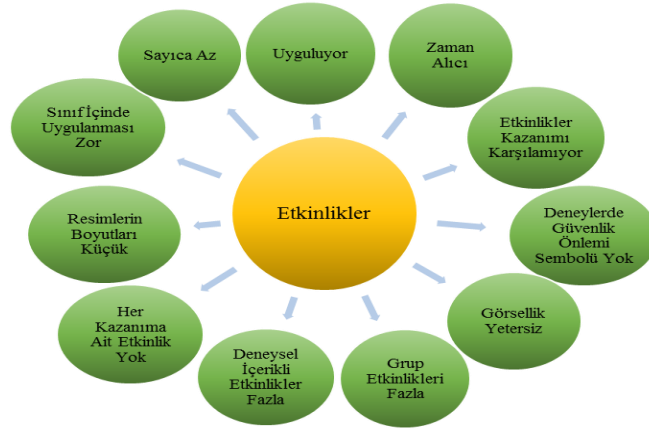 Sayıca Az
Uyguluyor
Zaman
Alıcı
Sınıf İçinde
Uygulanması
Zor
Etkinlikler
Kazanımı
Karşılamıyor
Etkinlikler
Resimlerin
Boyutları
Küçük
Deneylerde
Güvenlik
Önlemi
Sembolü Yok
Her
Kazanıma
Ait Etkinlik
Yok
Görsellik
Yetersiz
Deneysel
İçerikli
Etkinlikler
Fazla
Grup
Etkinlikleri
Fazla